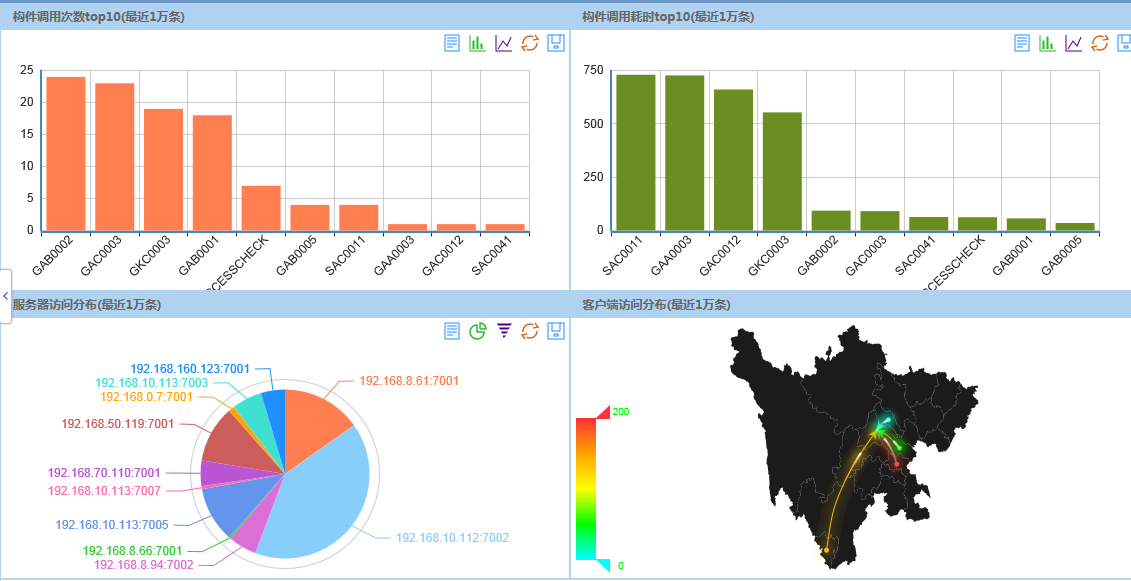 构件调用次数top10(最近1万条)
25
20
15
10
5
0
GAB0002
GAC0003
GKC0003
GAB0001
CESSCHECK
GAB0005
SAC0011
GAA0003
GAC0012
SAC0041
构件调用耗时top10(最近1万条)
750
500
250
0
SAC0011
GAA0003
GAC0012
GKC0003
GAB0002
GAC0003
SAC0041
CESSCHECK
GAB0001
GAB0005
服务器访问分布(最近1万条)
192.168.160.123:7001
192.168.10.113:7003
192.168.0.7:7001
192.168.50.119:7001
192.168.70.110:7001
192.168.10.113:7007
192.168.10.113:7005
192.168.8.66:7001
192.168.8.94:7002
192.168.8.61:7001
192.168.10.112:7002
客户端访问分布(最近1万条)
200
0